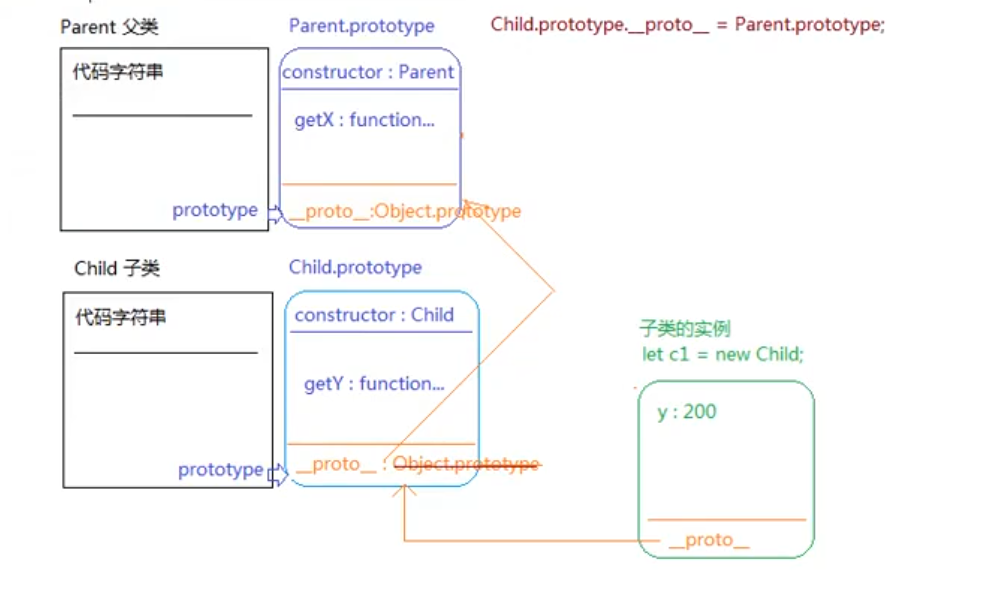 Parent 父类
Parent.prototype
Child.prototype.__proto__ = Parent.prototype;
代码字符串
constructor : Parent
getX : function...
prototype
__proto__:Object.prototype
Child 子类
Child.prototype
代码字符串
constructor : Child
getY : function...
prototype
__proto__ : Object.prototype
子类的实例
let c1 = new Child;
y : 200
__proto__